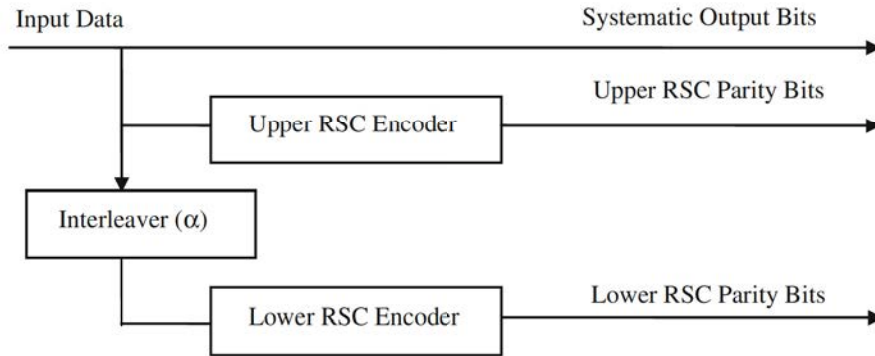 Input Data
Systematic Output Bits
Upper RSC Parity Bits
Upper RSC Encoder
Interleaver (α)
Lower RSC Parity Bits
Lower RSC Encoder